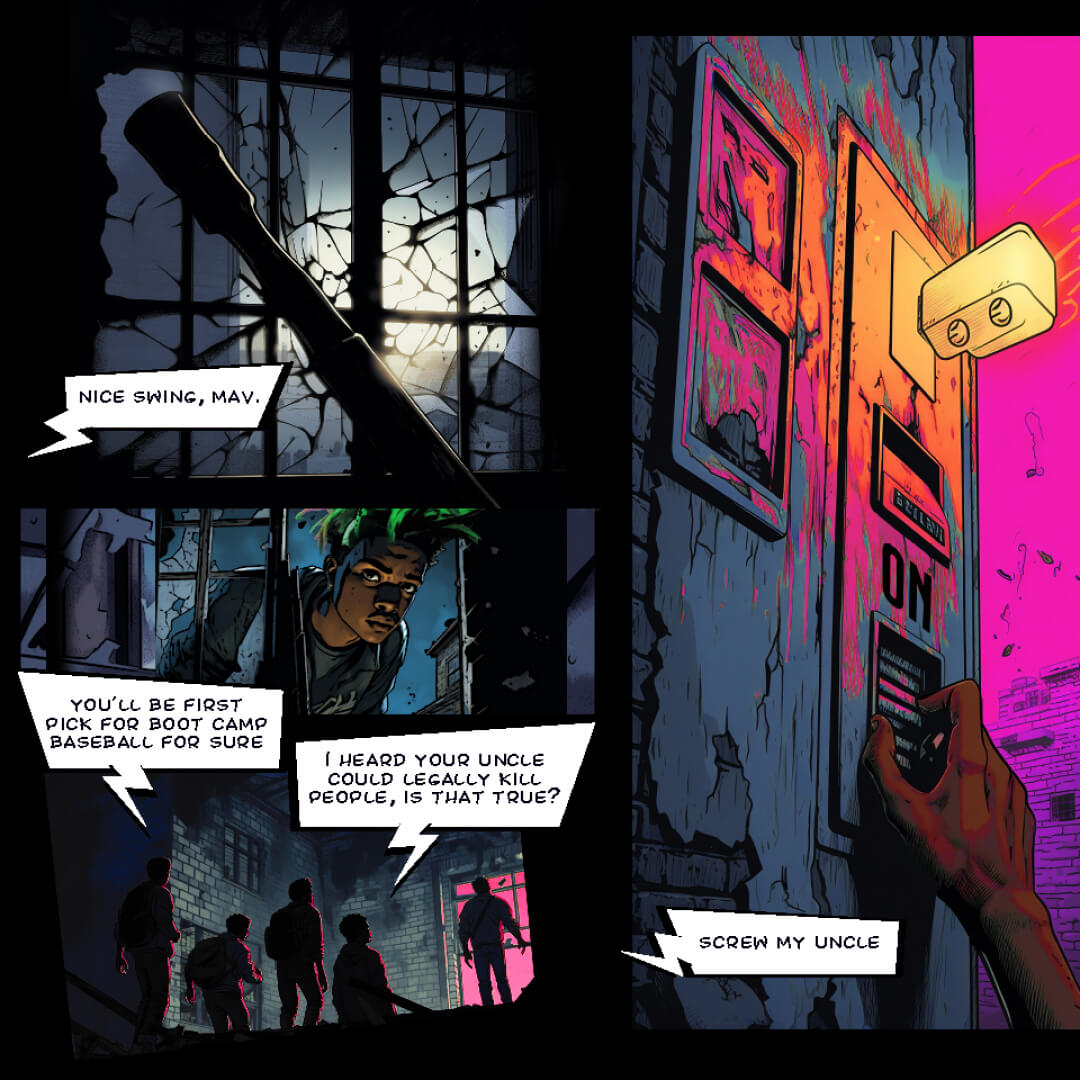 NICE SWING, MAV.
YOU'LL BE FIRST
PICK FOR BOOT CAMP
BASEBALL FOR SURE
I HEARD YOUR UNCLE
COULD LEGALLY KILL
PEOPLE, IS THAT TRUE?
ON
SCREW MY UNCLE